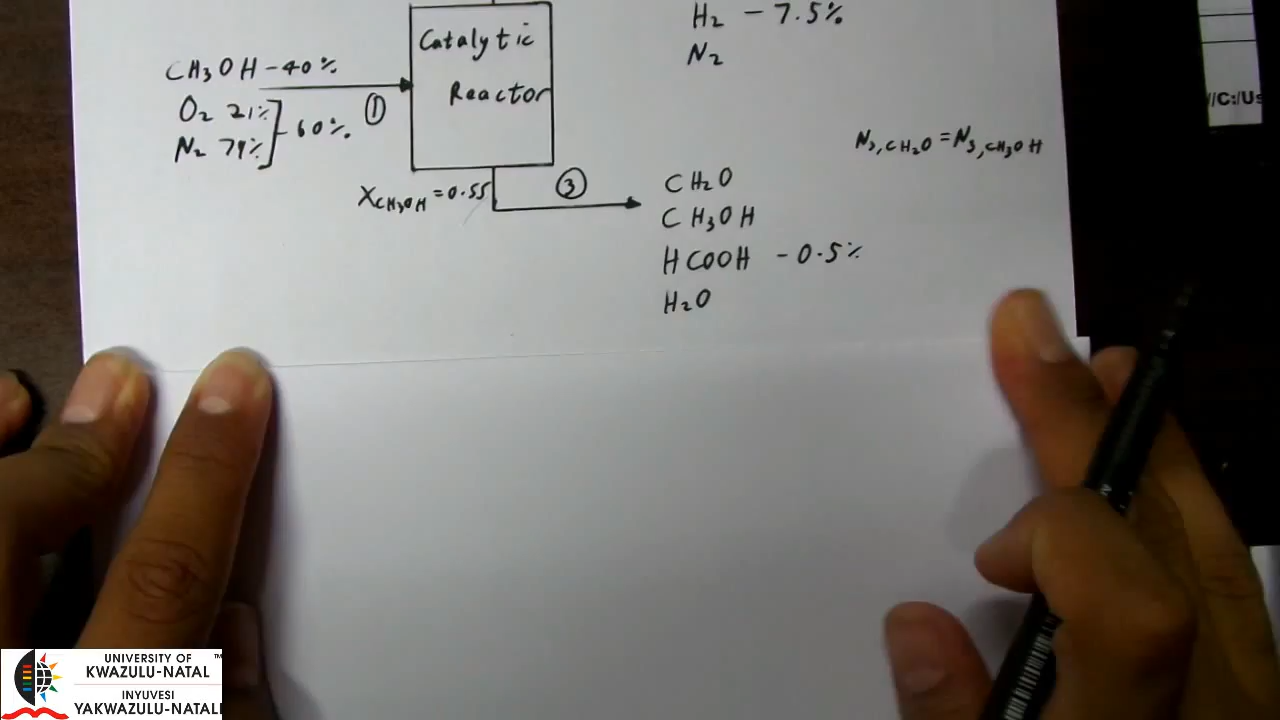 H2 - 7.5%
N2
Catalytic
Reactor
CH3OH - 40%
O2 21%
N2 79%
- 60%
1
//C:/Us
N3,CH2O = N3,CH3OH
XCH3OH = 0.55
3
CH2O
CH3OH
HCOOH - 0.5%
H2O
UNIVERSITY OF
KWAZULU-NATAL
TM
INYUVESI
YAKWAZULU-NATALI